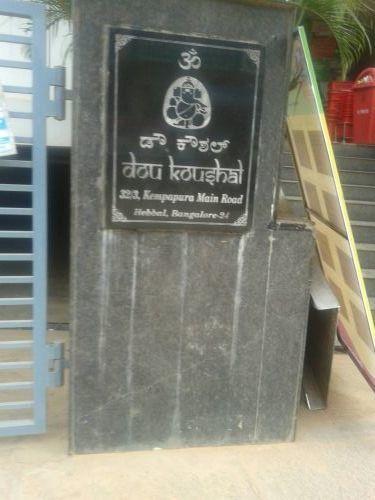 ॐ
ಡೌ ಕೌಶಲ್
dou koushal
32/3, Kempapura Main Road
Hebbal, Bangalore-24